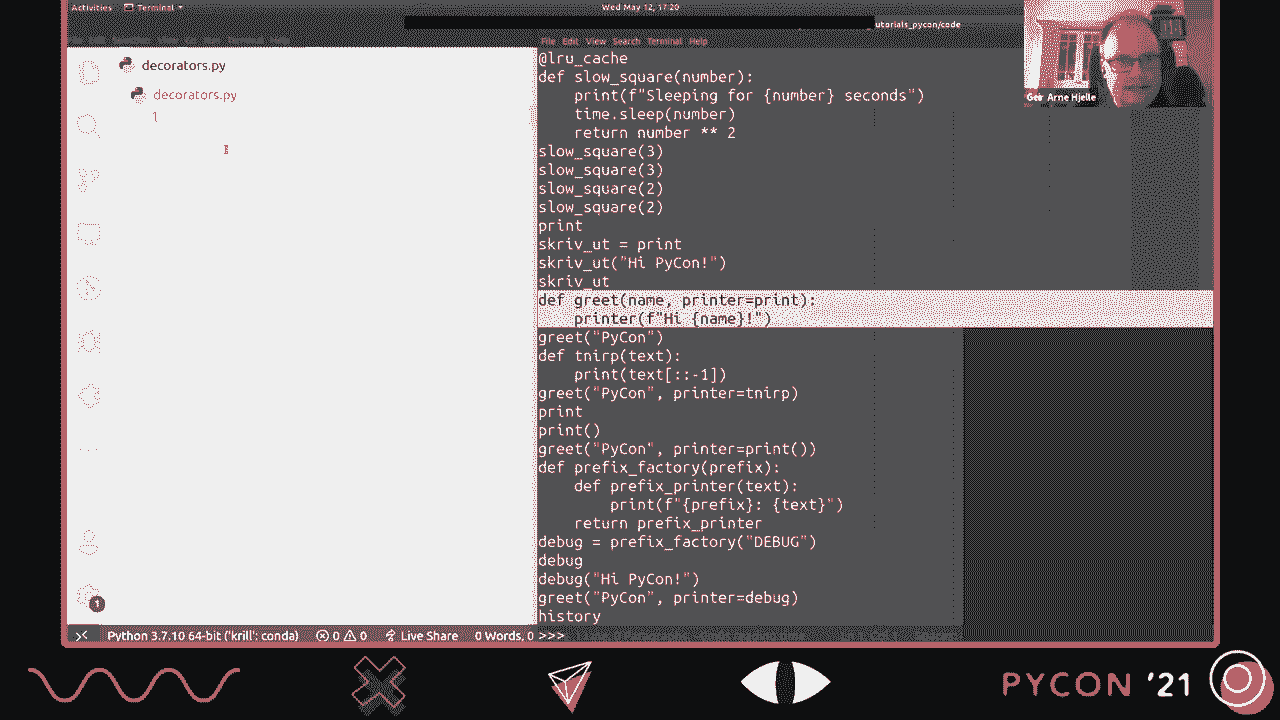 Activities Terminal
Wed May 12, 17:20
utorials_pycon/code
File Edit View Search Terminal Help
Geir Arne Hjelle
decorators.py
decorators.py
1
@lru_cache
def slow_square(number):
    print(f"Sleeping for {number} seconds")
    time.sleep(number)
    return number ** 2
slow_square(3)
slow_square(3)
slow_square(2)
slow_square(2)
print
skriv_ut = print
skriv_ut("Hi PyCon!")
skriv_ut
def greet(name, printer=print):
    printer(f"Hi {name}!")
greet("PyCon")
def tnirp(text):
    print(text[::-1])
greet("PyCon", printer=tnirp)
print
print()
greet("PyCon", printer=print())
def prefix_factory(prefix):
    def prefix_printer(text):
        print(f"{prefix}: {text}")
    return prefix_printer
debug = prefix_factory("DEBUG")
debug
debug("Hi PyCon!")
greet("PyCon", printer=debug)
history
>>>
1
Python 3.7.10 64-bit ('krill': conda) 0 0 Live Share 0 Words, 0
PYCON '21